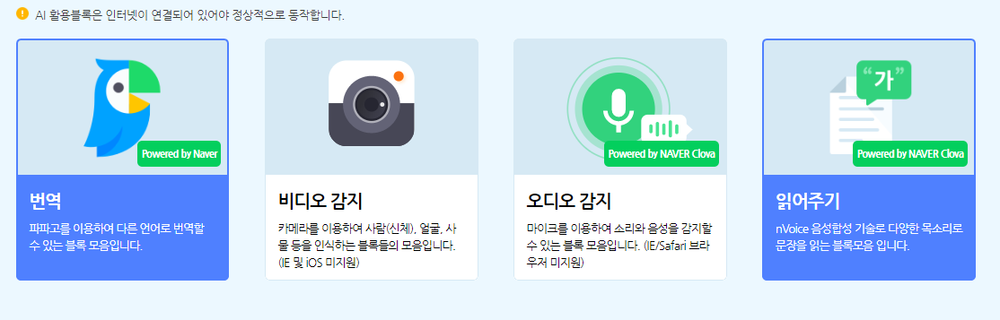 AI 활용블록은 인터넷이 연결되어 있어야 정상적으로 동작합니다.
Powered by Naver
번역
파파고를 이용하여 다른 언어로 번역할
수 있는 블록 모음입니다.
비디오 감지
카메라를 이용하여 사람(신체), 얼굴, 사
물 등을 인식하는 블록들의 모음입니다.
(IE 및 iOS 미지원)
Powered by NAVER Clova
오디오 감지
마이크를 이용하여 소리와 음성을 감지할
수 있는 블록 모음입니다. (IE/Safari 브라
우저 미지원)
“가”
Powered by NAVER Clova
읽어주기
nVoice 음성합성 기술로 다양한 목소리로
문장을 읽는 블록모음 입니다.